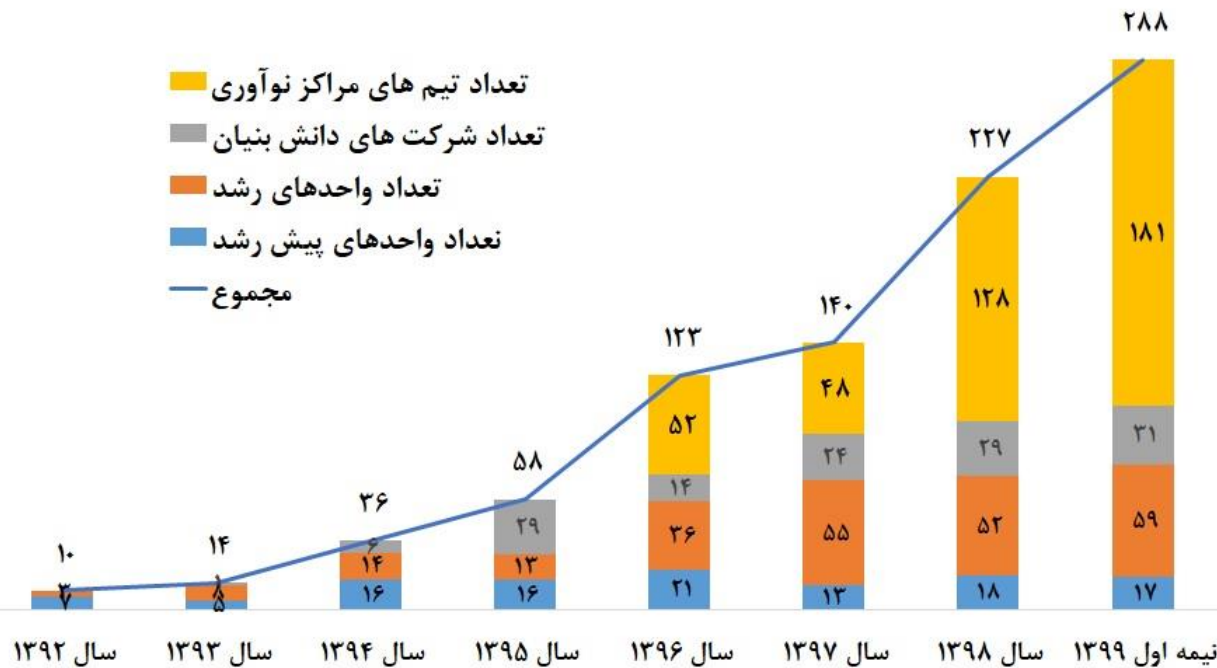 تعداد تیم های مراکز نوآوری
تعداد شرکت های دانش بنیان
تعداد واحدهای رشد
نعداد واحدهای پیش رشد
مجموع
۱۰
۱۴
۳۶
۵۸
۱۲۳
۱۴۰
۲۲۷
۲۸۸
۳
۷
۱
۸
۵
۶
۱۴
۱۶
۲۹
۱۳
۱۶
۵۲
۱۴
۳۶
۲۱
۴۸
۲۴
۵۵
۱۳
۱۲۸
۲۹
۵۲
۱۸
۱۸۱
۳۱
۵۹
۱۷
سال ۱۳۹۲
سال ۱۳۹۳
سال ۱۳۹۴
سال ۱۳۹۵
سال ۱۳۹۶
سال ۱۳۹۷
سال ۱۳۹۸
نیمه اول ۱۳۹۹